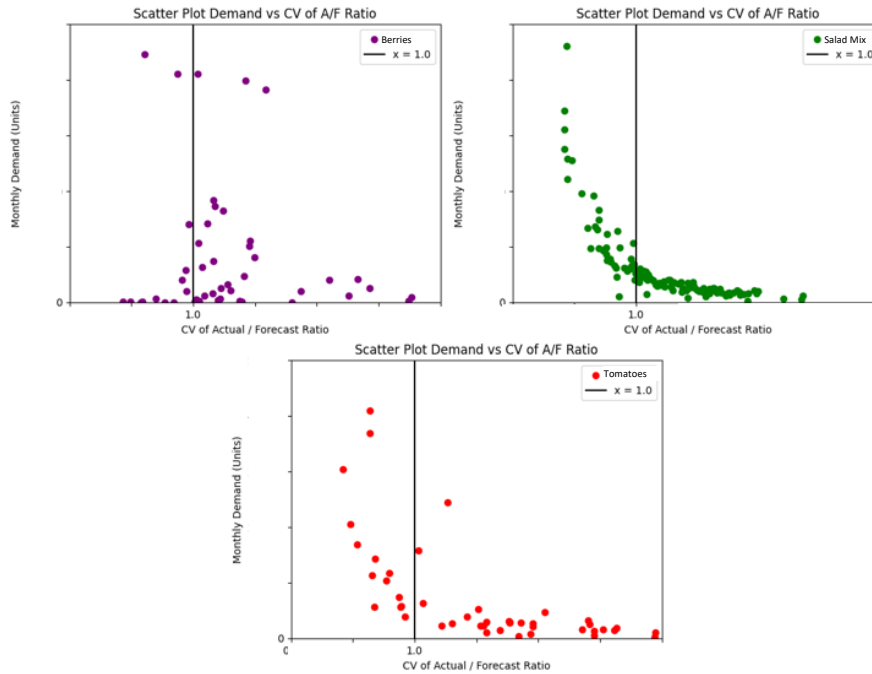 Scatter Plot Demand vs CV of A/F Ratio
Berries
x = 1.0
Monthly Demand (Units)
0
1.0
CV of Actual / Forecast Ratio
Scatter Plot Demand vs CV of A/F Ratio
Salad Mix
x = 1.0
Monthly Demand (Units)
0
1.0
CV of Actual / Forecast Ratio
Scatter Plot Demand vs CV of A/F Ratio
Tomatoes
x = 1.0
Monthly Demand (Units)
0
0
1.0
CV of Actual / Forecast Ratio